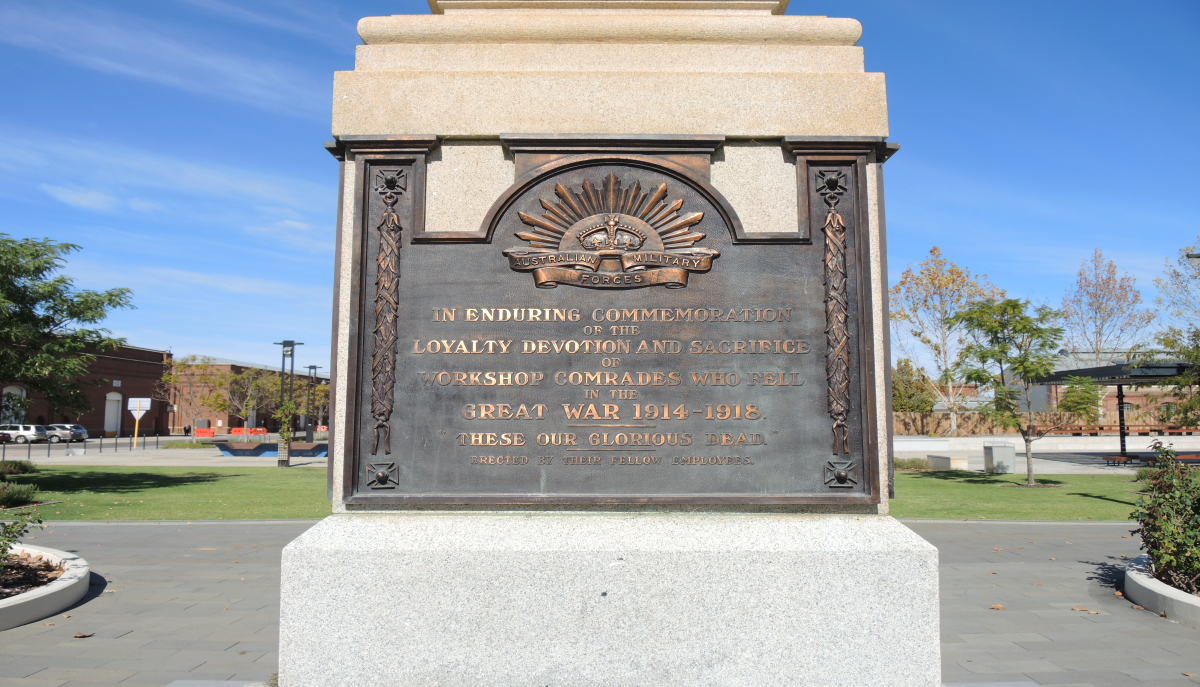 AUSTRALIAN MILITARY
FORCES
IN ENDURING COMMEMORATION
OF THE
LOYALTY DEVOTION AND SACRIFICE
OF
WORKSHOP COMRADES WHO FELL
IN THE
GREAT WAR 1914-1918.
"THESE OUR GLORIOUS DEAD."
ERECTED BY THEIR FELLOW EMPLOYEES.